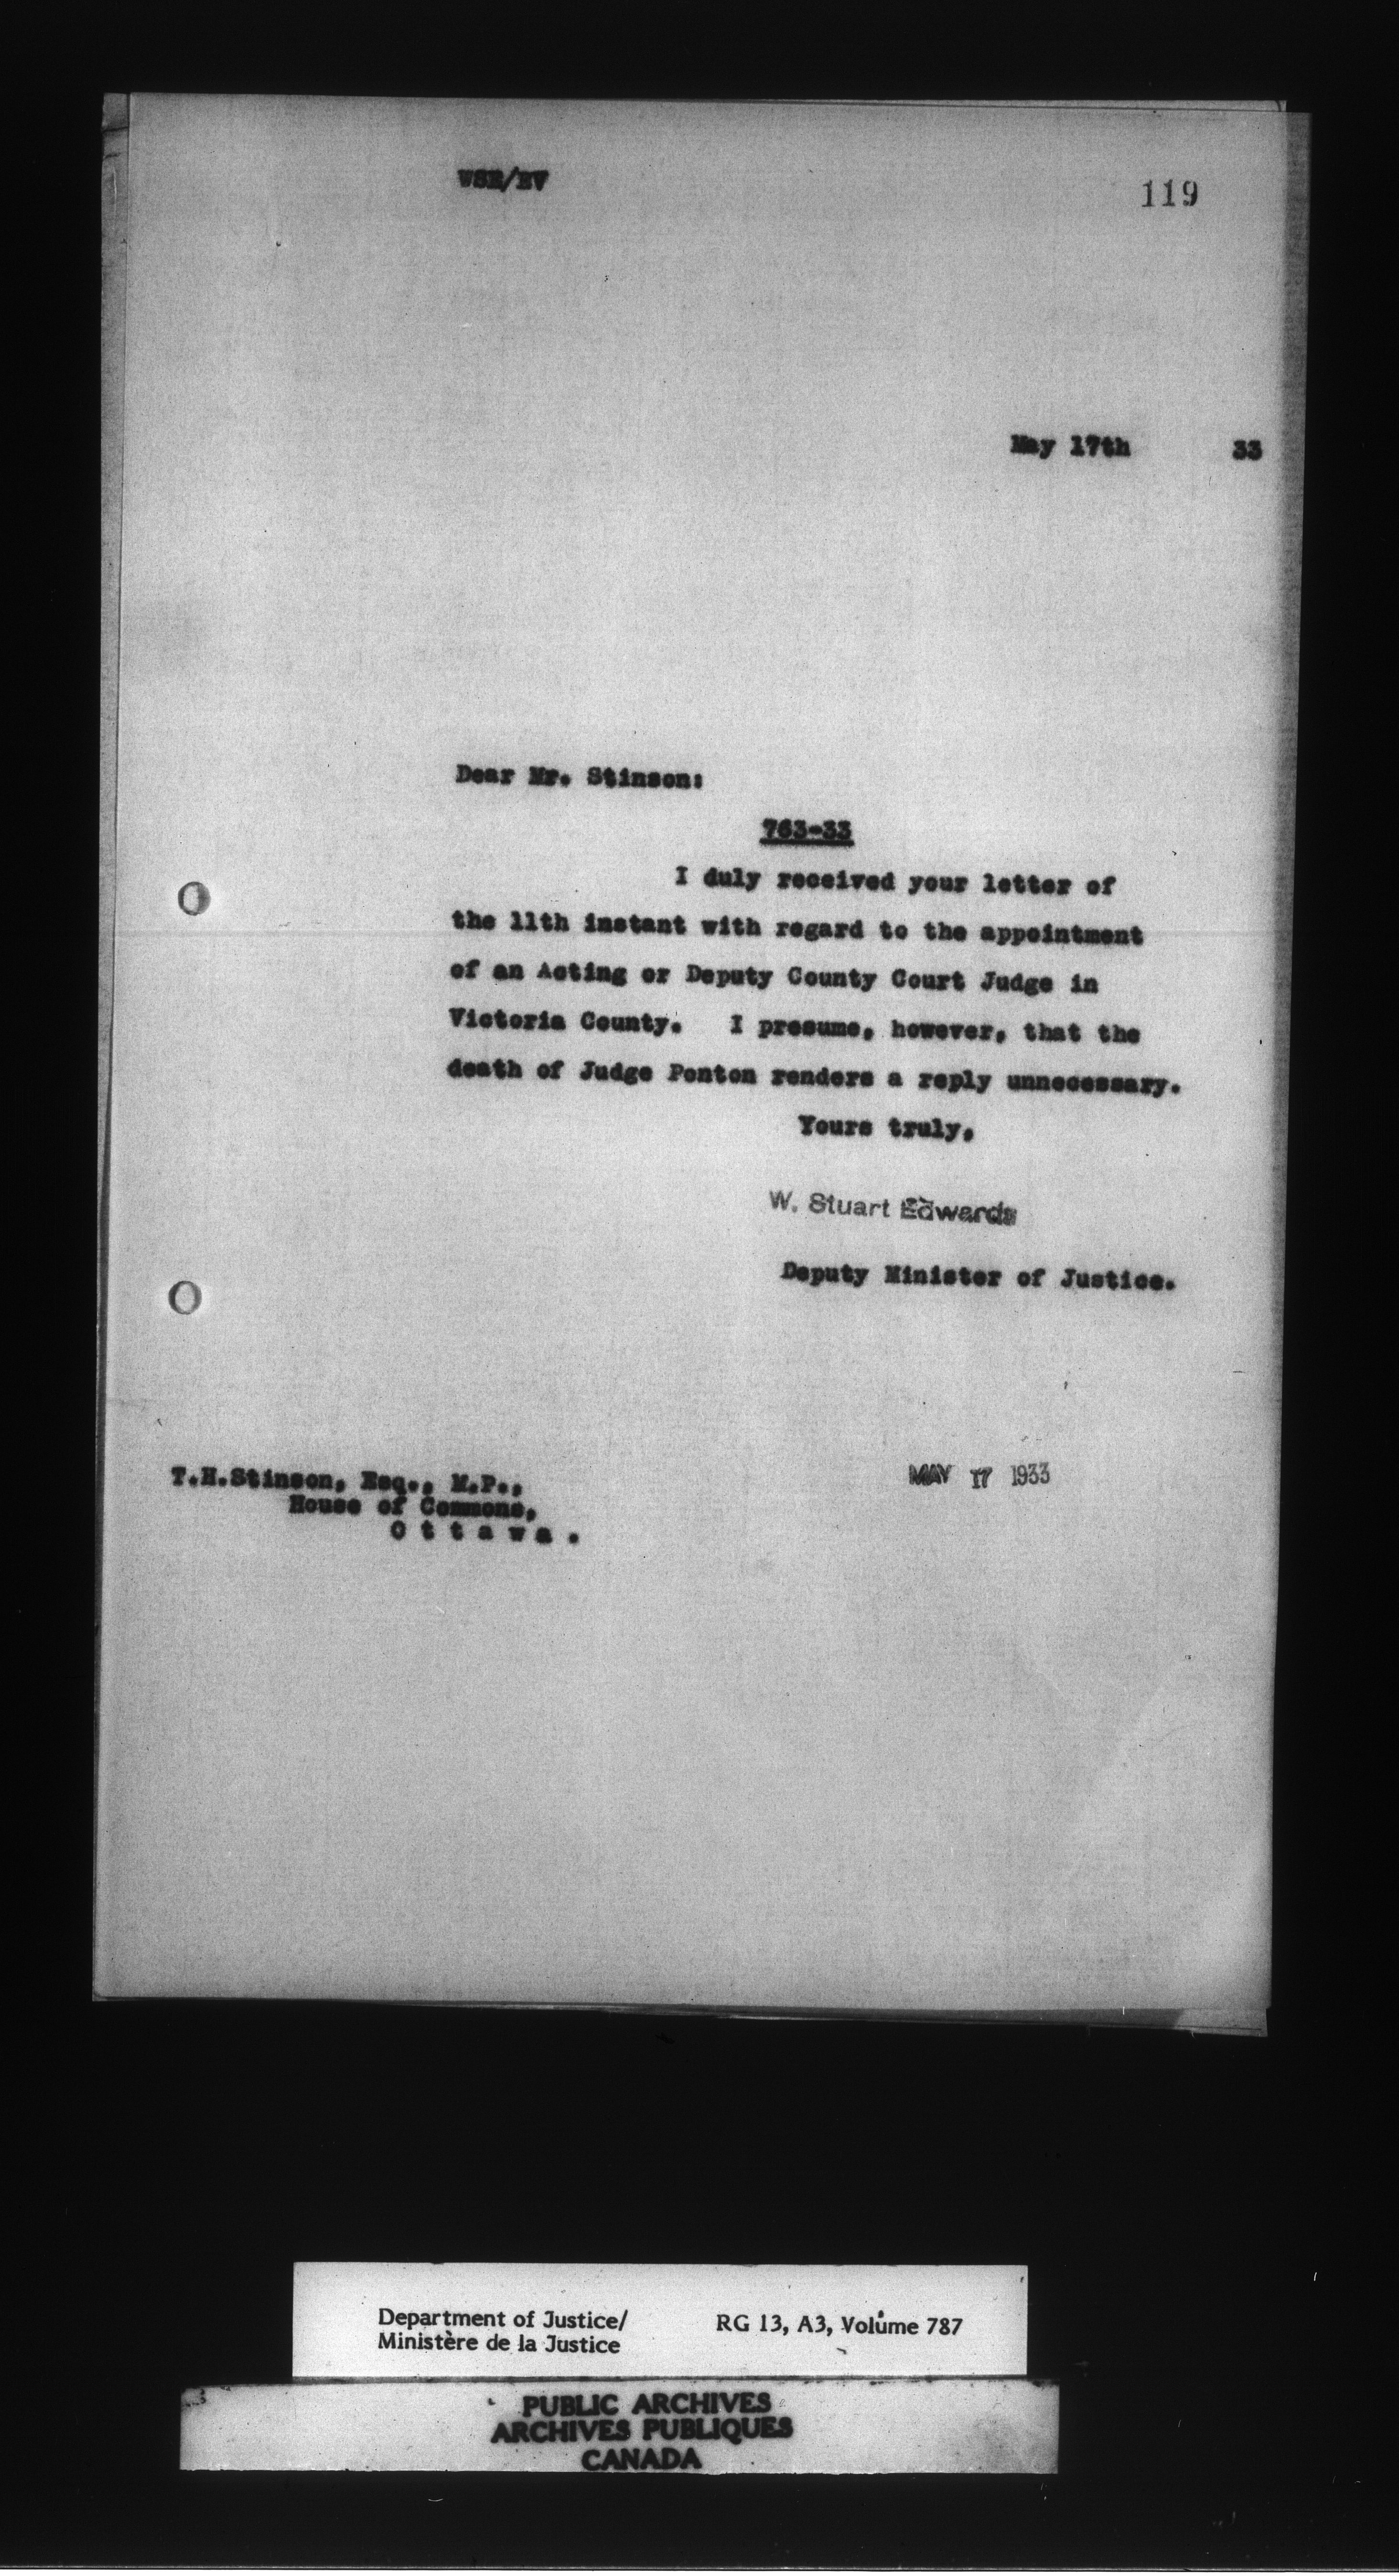 WSE/EV
119
May 17th 33
Dear Mr. Stinson:
763-33
I duly received your letter of
the 11th instant with regard to the appointment
of an Acting or Deputy County Court Judge in
Victoria County. I presume, however, that the
death of Judge Ponton renders a reply unnecessary.
Yours truly,
W. Stuart Edwards
Deputy Minister of Justice.
T.H.Stinson, Esq., M.P.,
House of Commons,
Ottawa.
MAY 17 1933
Department of Justice/ RG 13, A3, Volume 787
Ministère de la Justice
PUBLIC ARCHIVES
ARCHIVES PUBLIQUES
CANADA